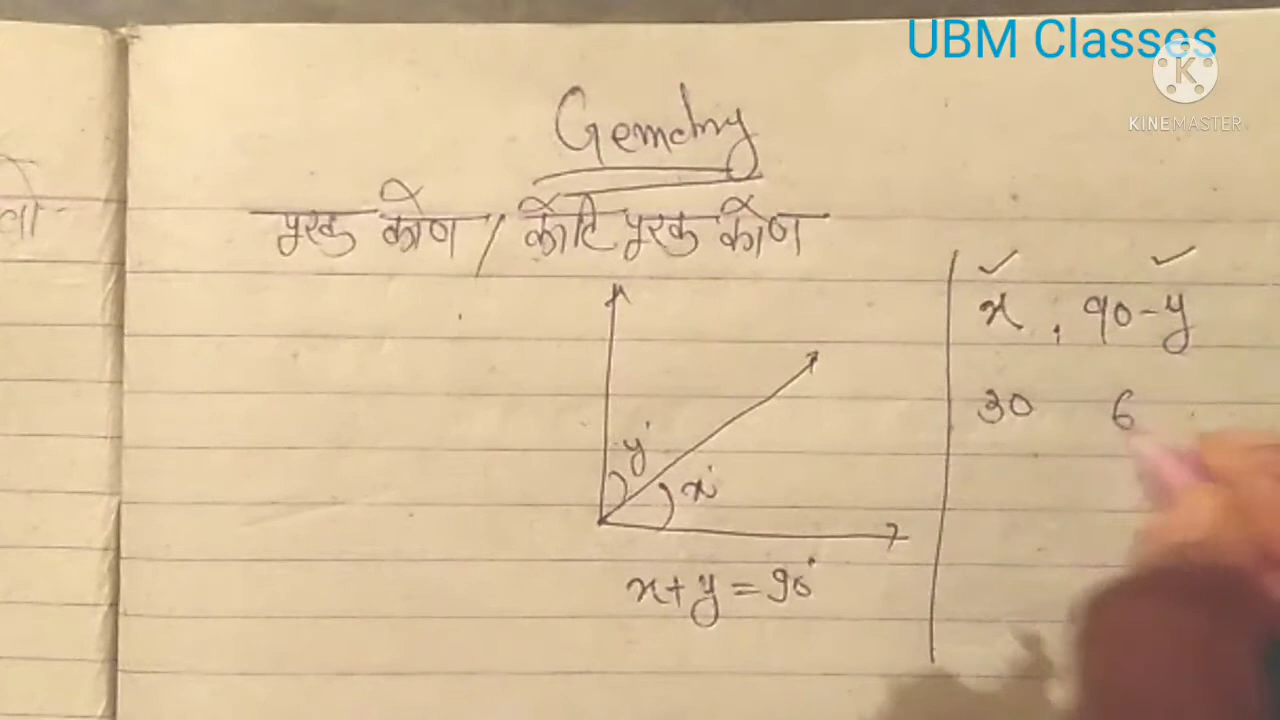 UBM Classes
K
KINEMASTER
Gemetry
पूरक कोण / कोटि पूरक कोण
x , 90-y
30 6
y°
x°
x+y=90°